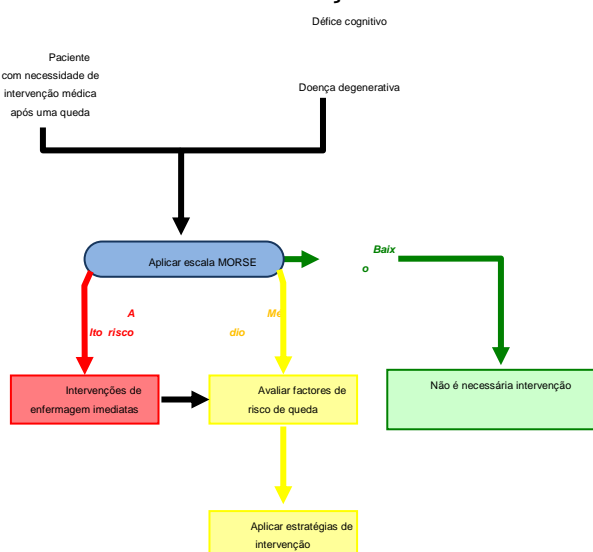 Défice cognitivo
Paciente
com necessidade de
intervenção médica
após uma queda
Doença degenerativa
Aplicar escala MORSE
Baix
o
A
lto risco
Mé
dio
Intervenções de
enfermagem imediatas
Avaliar factores de
risco de queda
Não é necessária intervenção
Aplicar estratégias de
intervenção